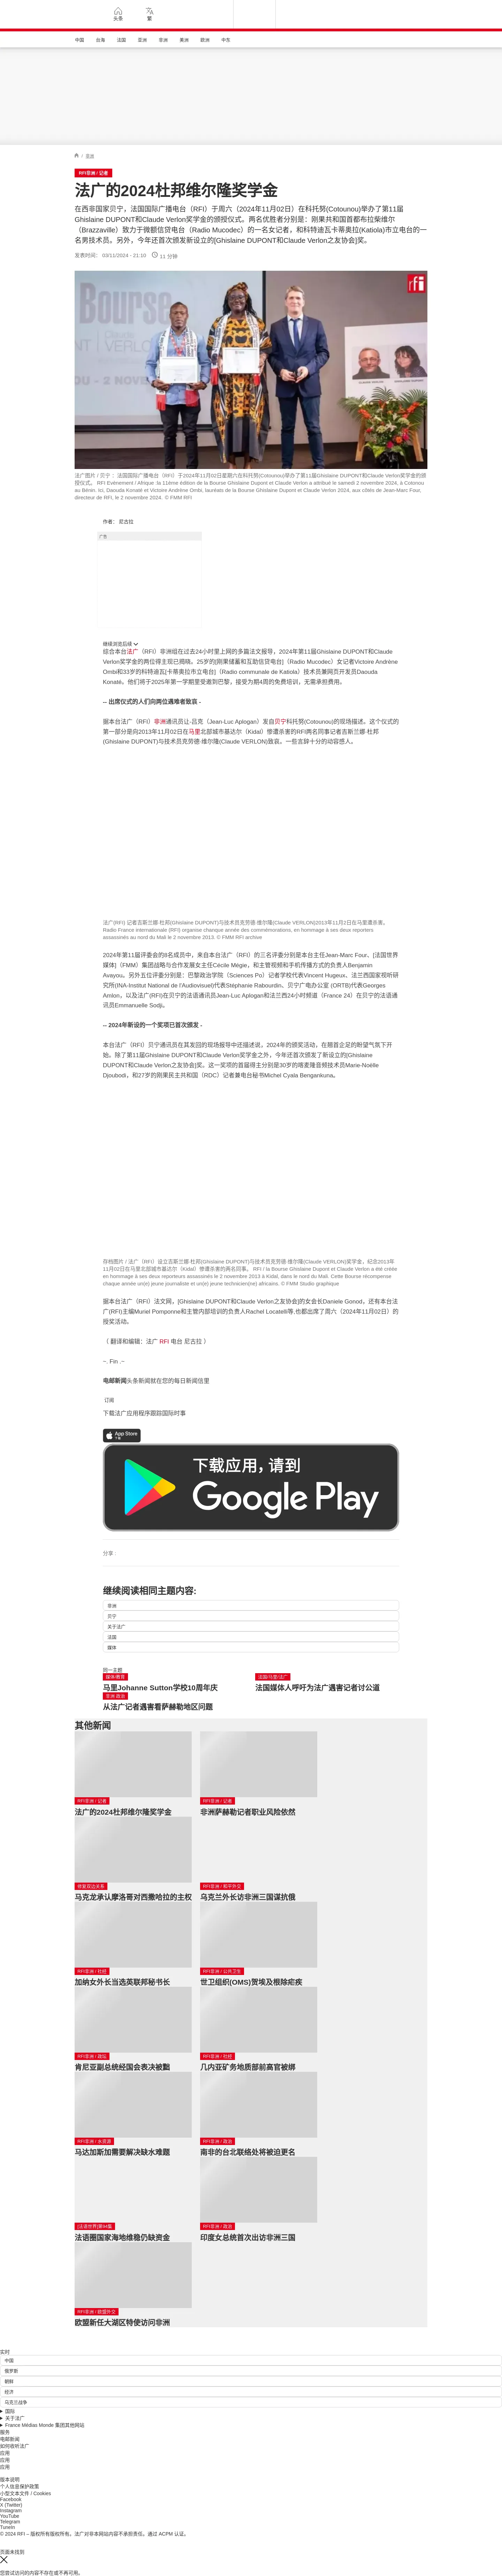 头条
繁
中国 台湾 法国 亚洲 非洲 美洲 欧洲 中东
/ 非洲
RFI非洲 / 记者
法广的2024杜邦维尔隆奖学金
在西非国家贝宁，法国国际广播电台（RFI）于周六（2024年11月02日）在科托努(Cotounou)举办了第11届
Ghislaine DUPONT和Claude Verlon奖学金的颁授仪式。两名优胜者分别是：刚果共和国首都布拉柴维尔
（Brazzaville）致力于微额信贷电台（Radio Mucodec）的一名女记者，和科特迪瓦卡蒂奥拉(Katiola)市立电台的一
名男技术员。另外，今年还首次颁发新设立的[Ghislaine DUPONT和Claude Verlon之友协会]奖。
发表时间： 03/11/2024 - 21:10 11 分钟
rfi
法广图片 / 贝宁 ：法国国际广播电台（RFI）于2024年11月02日星期六在科托努(Cotounou)举办了第11届Ghislaine DUPONT和Claude Verlon奖学金的颁
授仪式。 RFI Evénement / Afrique :la 11ème édition de la Bourse Ghislaine Dupont et Claude Verlon a attribué le samedi 2 novembre 2024, à Cotonou
au Bénin. Ici, Daouda Konaté et Victoire Andrène Ombi, lauréats de la Bourse Ghislaine Dupont et Claude Verlon 2024, aux côtés de Jean-Marc Four,
directeur de RFI, le 2 novembre 2024. © FMM RFI
作者： 尼古拉
广告
继续浏览后续
综合本台法广（RFI）非洲组在过去24小时里上网的多篇法文报导，2024年第11届Ghislaine DUPONT和Claude
Verlon奖学金的两位得主现已揭晓。25岁的[刚果储蓄和互助信贷电台]（Radio Mucodec）女记者Victoire Andrène
Ombi和33岁的科特迪瓦[卡蒂奥拉市立电台]（Radio communale de Katiola）技术员兼网页开发员Daouda
Konaté。他们将于2025年第一学期里受邀到巴黎，接受为期4周的免费培训，无需承担费用。
-- 出席仪式的人们向两位遇难者致哀 -
据本台法广（RFI）非洲通讯员让-吕克（Jean-Luc Aplogan）发自贝宁科托努(Cotounou)的现场描述。这个仪式的
第一部分是向2013年11月02日在马里北部城市基达尔（Kidal）惨遭杀害的RFI两名同事记者吉斯兰娜·杜邦
(Ghislaine DUPONT)与技术员克劳德·维尔隆(Claude VERLON)致哀。一些言辞十分的动容感人。
法广(RFI) 记者吉斯兰娜·杜邦(Ghislaine DUPONT)与技术员克劳德·维尔隆(Claude VERLON)2013年11月2日在马里遭杀害。
Radio France Internationale (RFI) organise chanque année des commémorations, en hommage à ses deux reporters
assassinés au nord du Mali le 2 novembre 2013. © FMM RFI archive
2024年第11届评委会的8名成员中，来自本台法广（RFI）的三名评委分别是本台主任Jean-Marc Four，[法国世界
媒体]（FMM）集团战略与合作发展女主任Cécile Mégie，和主管视频和手机传播方式的负责人Benjamin
Avayou。另外五位评委分别是：巴黎政治学院（Sciences Po）记者学校代表Vincent Hugeux、法兰西国家视听研
究所(INA-Institut National de l'Audiovisuel)代表Stéphanie Rabourdin、贝宁广电办公室 (ORTB)代表Georges
Amlon，以及法广(RFI)在贝宁的法语通讯员Jean-Luc Aplogan和法兰西24小时频道（France 24）在贝宁的法语通
讯员Emmanuelle Sodji。
-- 2024年新设的一个奖项已首次颁发 -
本台法广（RFI）贝宁通讯员在其发回的现场报导中还描述说，2024年的颁奖活动，在翘首企足的盼望气氛下开
始。除了第11届Ghislaine DUPONT和Claude Verlon奖学金之外，今年还首次颁发了新设立的[Ghislaine
DUPONT和Claude Verlon之友协会]奖。这一奖项的首届得主分别是30岁的喀麦隆音频技术员Marie-Noëlle
Djoubodi，和27岁的刚果民主共和国（RDC）记者兼电台秘书Michel Cyala Bengankuna。
存档图片 / 法广（RFI）设立吉斯兰娜·杜邦(Ghislaine DUPONT)与技术员克劳德·维尔隆(Claude VERLON)奖学金，纪念2013年
11月02日在马里北部城市基达尔（Kidal）惨遭杀害的两名同事。 RFI / la Bourse Ghislaine Dupont et Claude Verlon a été créée
en hommage à ses deux reporters assassinés le 2 novembre 2013 à Kidal, dans le nord du Mali. Cette Bourse récompense
chaque année un(e) jeune journaliste et un(e) jeune technicien(ne) africains. © FMM Studio graphique
据本台法广（RFI）法文网，[Ghislaine DUPONT和Claude Verlon之友协会]的女会长Daniele Gonod，还有本台法
广(RFI)主编Muriel Pomponne和主管内部培训的负责人Rachel Locatelli等,也都出席了周六（2024年11月02日）的
授奖活动。
（ 翻译和编辑：法广 RFI 电台 尼古拉 ）
~. Fin .~
电邮新闻头条新闻就在您的每日新闻信里
订阅
下载法广应用程序跟踪国际时事
App Store
下载
下载应用，请到
Google Play
分享 :
继续阅读相同主题内容:
非洲
贝宁
关于法广
法国
媒体
同一主题
媒体\教育
马里Johanne Sutton学校10周年庆
法国\马里\法广
法国媒体人呼吁为法广遇害记者讨公道
非洲 政治
从法广记者遇害看萨赫勒地区问题
其他新闻
RFI非洲 / 记者
法广的2024杜邦维尔隆奖学金
RFI非洲 / 记者
非洲萨赫勒记者职业风险依然
修复双边关系
马克龙承认摩洛哥对西撒哈拉的主权
RFI非洲 / 和平外交
乌克兰外长访非洲三国谋抗俄
RFI非洲 / 社经
加纳女外长当选英联邦秘书长
RFI非洲 / 公共卫生
世卫组织(OMS)贺埃及根除疟疾
RFI非洲 / 政坛
肯尼亚副总统经国会表决被黜
RFI非洲 / 社经
几内亚矿务地质部前高官被绑
RFI非洲 / 水资源
马达加斯加需要解决缺水难题
RFI非洲 / 政治
南非的台北联络处将被迫更名
[法语世界]第94集
法语圈国家海地维稳仍缺资金
RFI非洲 / 政治
印度女总统首次出访非洲三国
RFI非洲 / 欧盟外交
欧盟新任大湖区特使访问非洲
实时
中国
俄罗斯
朝鲜
经济
乌克兰战争
国际
关于法广
France Médias Monde 集团其他网站
服务
电邮新闻
如何收听法广
应用
应用
应用
版本说明
个人信息保护政策
小型文本文件 / Cookies
Facebook
X (Twitter)
Instagram
YouTube
Telegram
TuneIn
© 2024 RFI – 版权所有版权所有。法广对非本网站内容不承担责任。通过 ACPM 认证。
页面未找到
您尝试访问的内容不存在或不再可用。